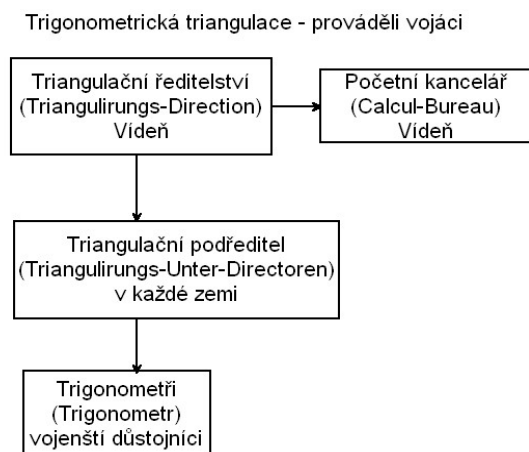 Trigonometrická triangulace - prováděli vojáci
Triangulační ředitelství
(Triangulirungs-Direction)
Vídeň
Početní kancelář
(Calcul-Bureau)
Vídeň
Triangulační podředitel
(Triangulirungs-Unter-Directoren)
v každé zemi
Trigonometři
(Trigonometr)
vojenští důstojníci